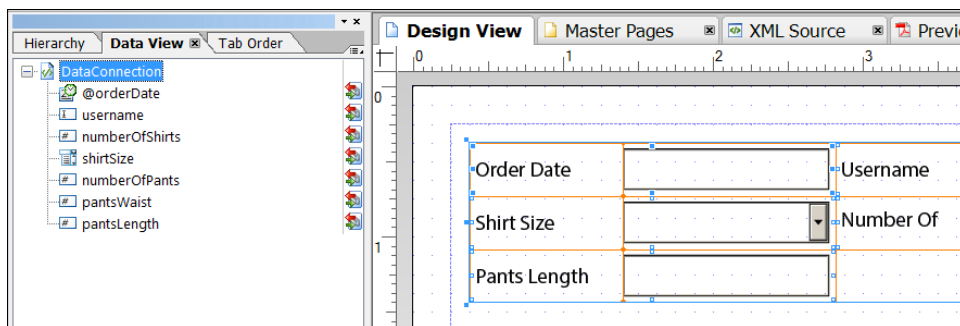 Hierarchy Data View Tab Order
DataConnection
@orderDate
username
numberOfShirts
shirtSize
numberOfPants
pantsWaist
pantsLength
Design View Master Pages XML Source Previ
0 1 2 3
0
1
Order Date Username
Shirt Size Number Of
Pants Length